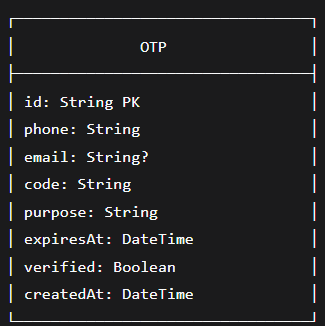 OTP
id: String PK
phone: String
email: String?
code: String
purpose: String
expiresAt: DateTime
verified: Boolean
createdAt: DateTime